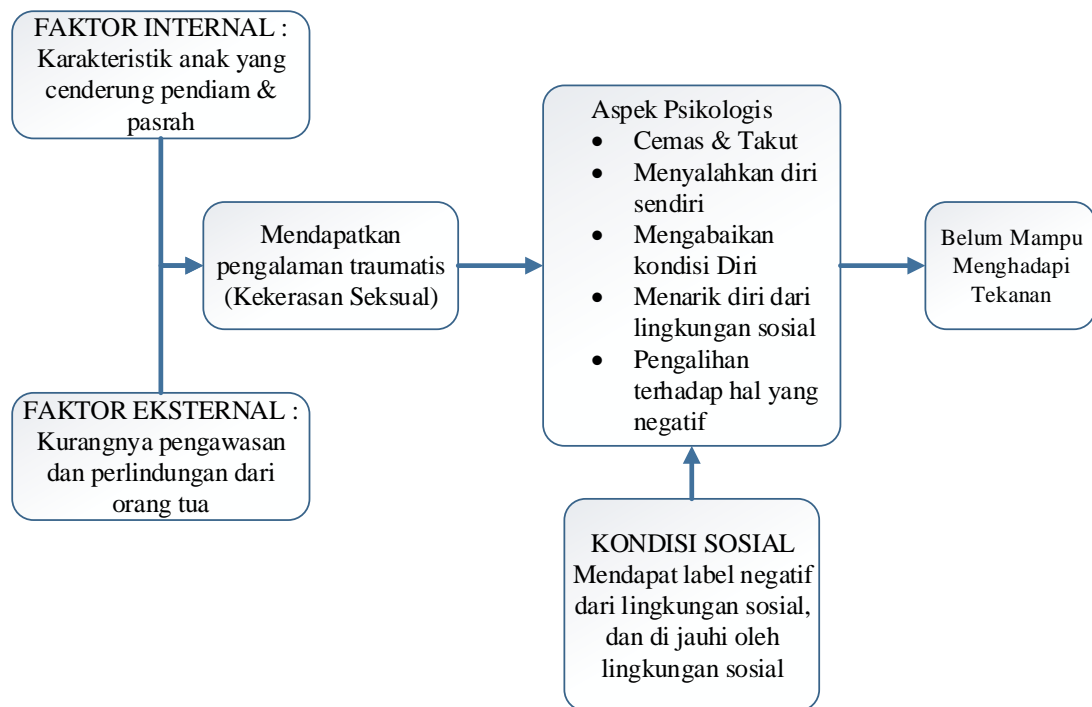 FAKTOR INTERNAL :
Karakteristik anak yang
cenderung pendiam &
pasrah
FAKTOR EKSTERNAL :
Kurangnya pengawasan
dan perlindungan dari
orang tua
Mendapatkan
pengalaman traumatis
(Kekerasan Seksual)
Aspek Psikologis
• Cemas & Takut
• Menyalahkan diri
sendiri
• Mengabaikan
kondisi Diri
• Menarik diri dari
lingkungan sosial
• Pengalihan
terhadap hal yang
negatif
KONDISI SOSIAL
Mendapat label negatif
dari lingkungan sosial,
dan di jauhi oleh
lingkungan sosial
Belum Mampu
Menghadapi
Tekanan